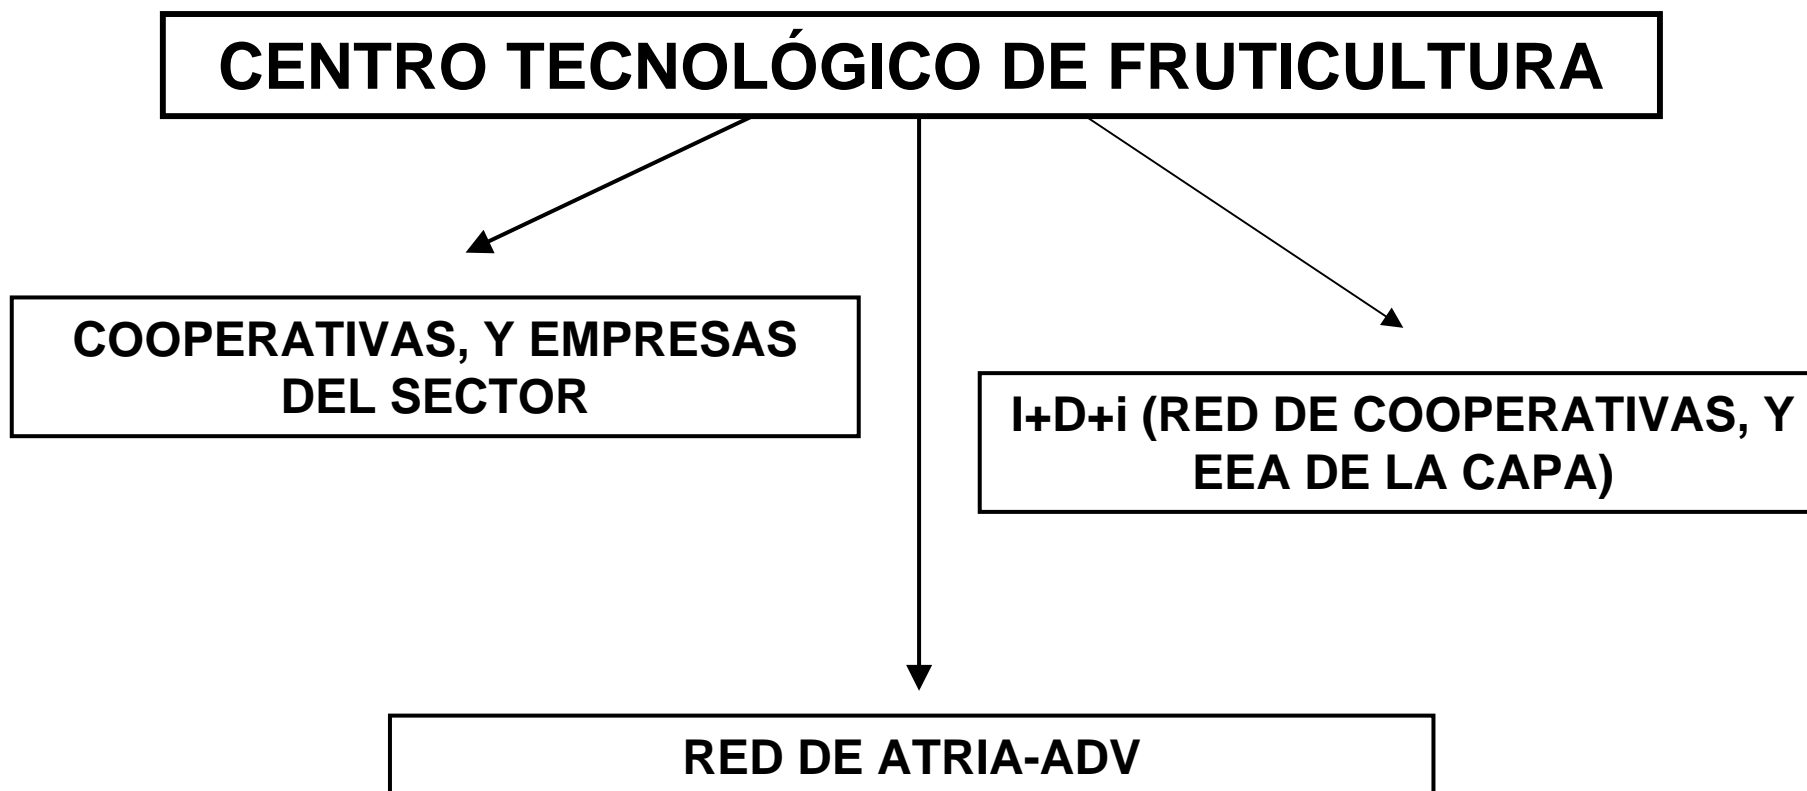 CENTRO TECNOLÓGICO DE FRUTICULTURA
COOPERATIVAS, Y EMPRESAS
DEL SECTOR
I+D+i (RED DE COOPERATIVAS, Y
EEA DE LA CAPA)
RED DE ATRIA-ADV